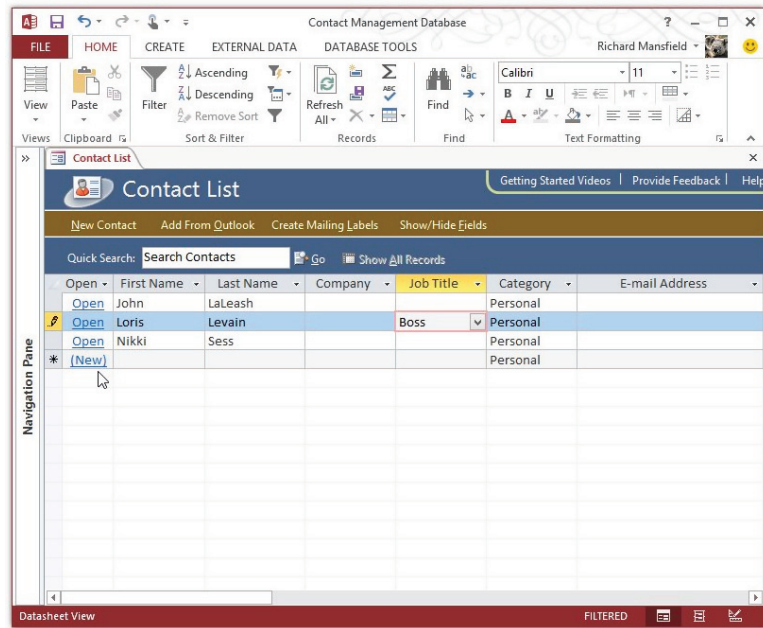 Contact Management Database
?
FILE HOME CREATE EXTERNAL DATA DATABASE TOOLS Richard Mansfield
View
Views
Paste
Clipboard
Filter
Ascending
Descending
Remove Sort
Sort & Filter
Refresh All
Records
ABC
Find
ab ac
Find
Calibri 11
B I U
A aby A
Text Formatting
Contact List
Contact List
Getting Started Videos | Provide Feedback | Help
New Contact Add From Outlook Create Mailing Labels Show/Hide Fields
Quick Search: Search Contacts Go Show All Records
Open First Name Last Name Company Job Title Category E-mail Address
Open John LaLeash Personal
Open Loris Levain Boss Personal
Open Nikki Sess Personal
* (New) Personal
Navigation Pane
Datasheet View FILTERED